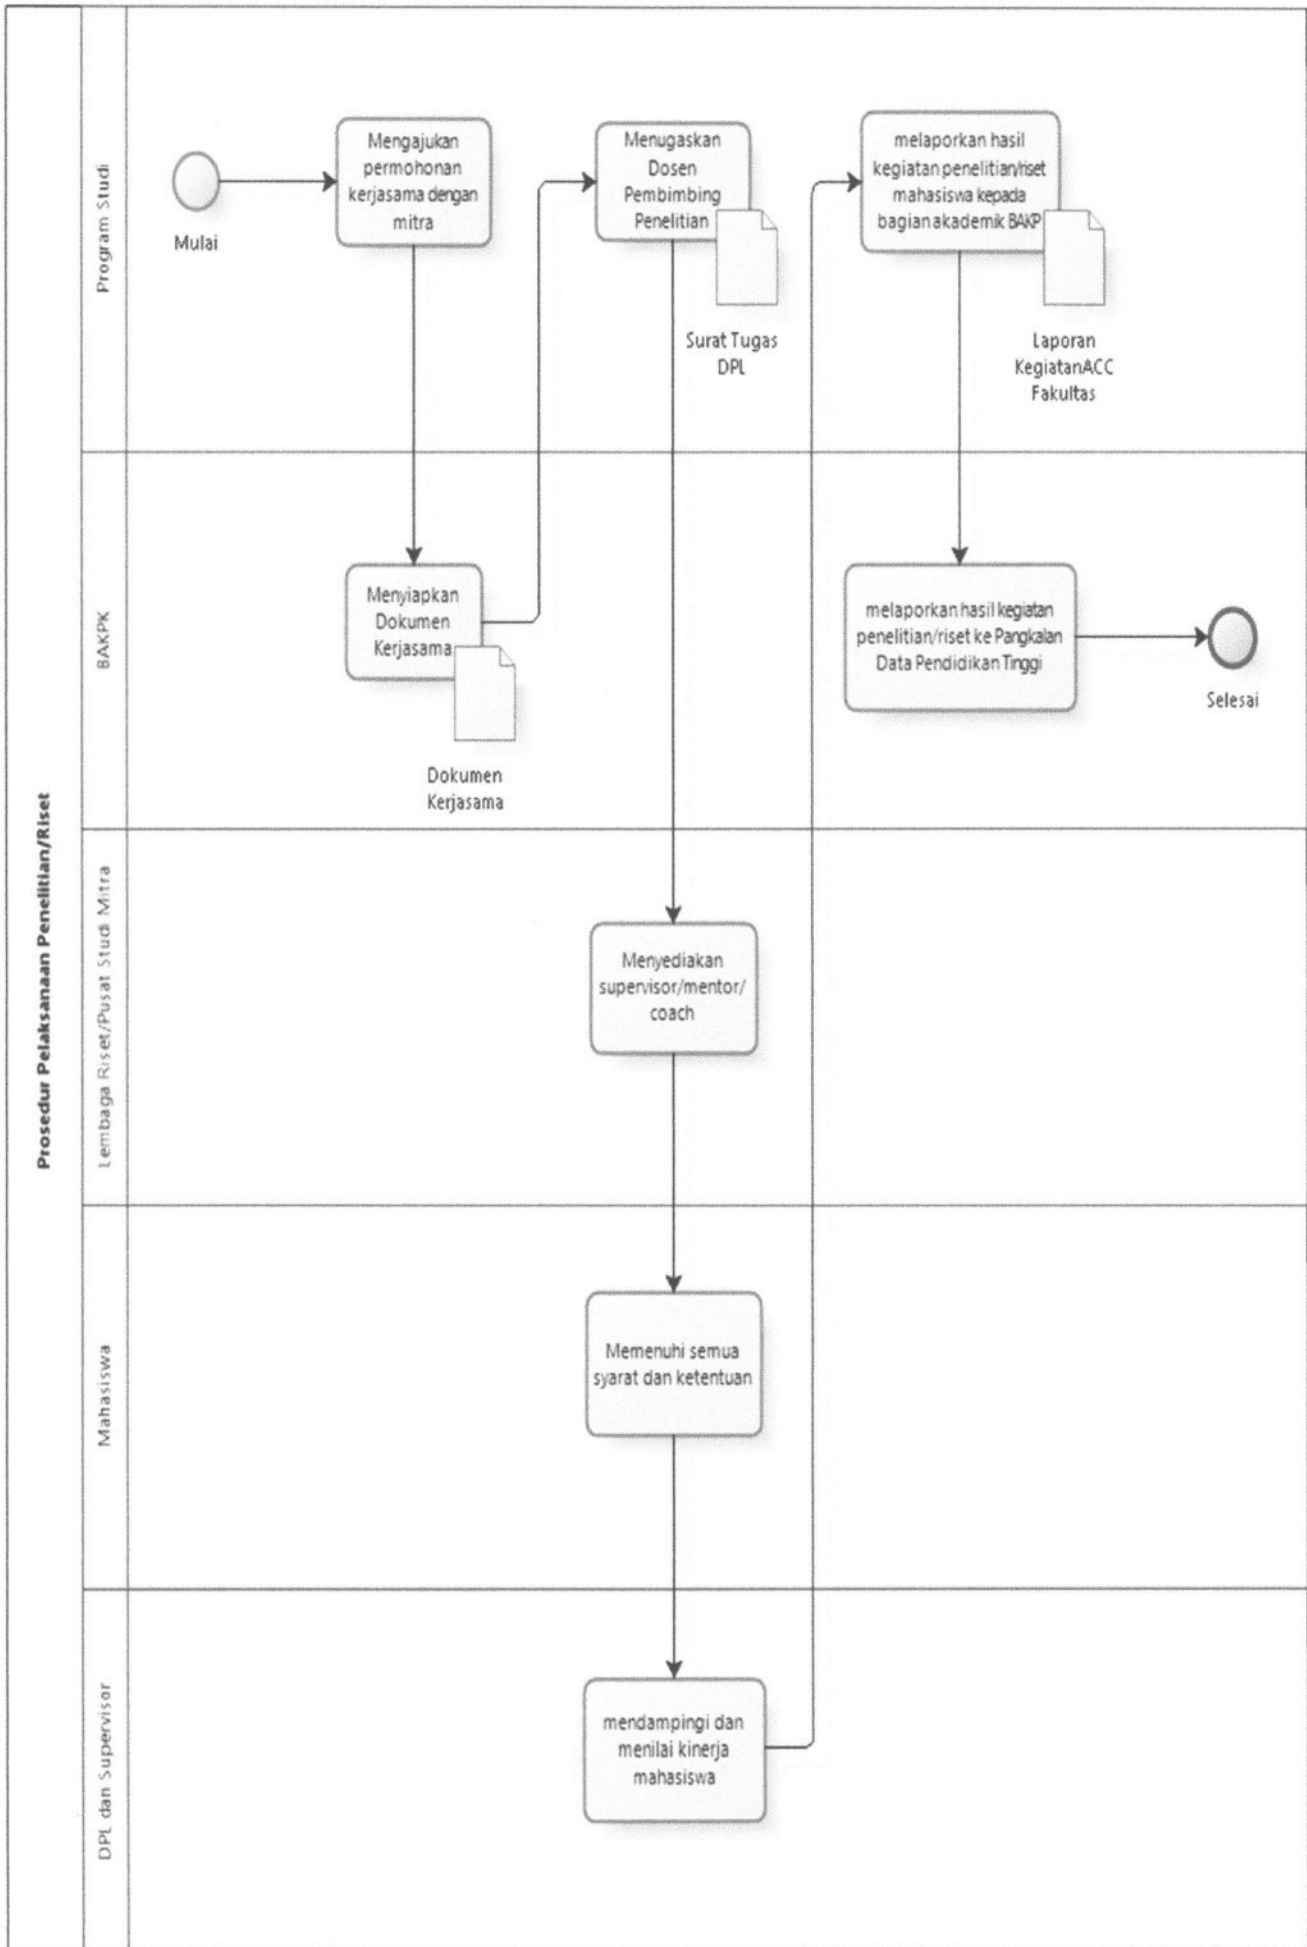 Prosedur Pelaksanaan Penelitian/Riset
Program Studi
Mulai
Mengajukan
permohonan
kerjasama dengan
mitra
Menugaskan
Dosen
Pembimbing
Penelitian
Surat Tugas
DPL
melaporkan hasil
kegiatan penelitian/riset
mahasiswa kepada
bagian akademik BAKP
Laporan
KegiatanACC
Fakultas
BAKPK
Menyiapkan
Dokumen
Kerjasama
Dokumen
Kerjasama
melaporkan hasil kegiatan
penelitian/riset ke Pangkalan
Data Pendidikan Tinggi
Selesai
Lembaga Riset/Pusat Studi Mitra
Menyediakan
supervisor/mentor/
coach
Mahasiswa
Memenuhi semua
syarat dan ketentuan
DPL dan Supervisor
mendampingi dan
menilai kinerja
mahasiswa